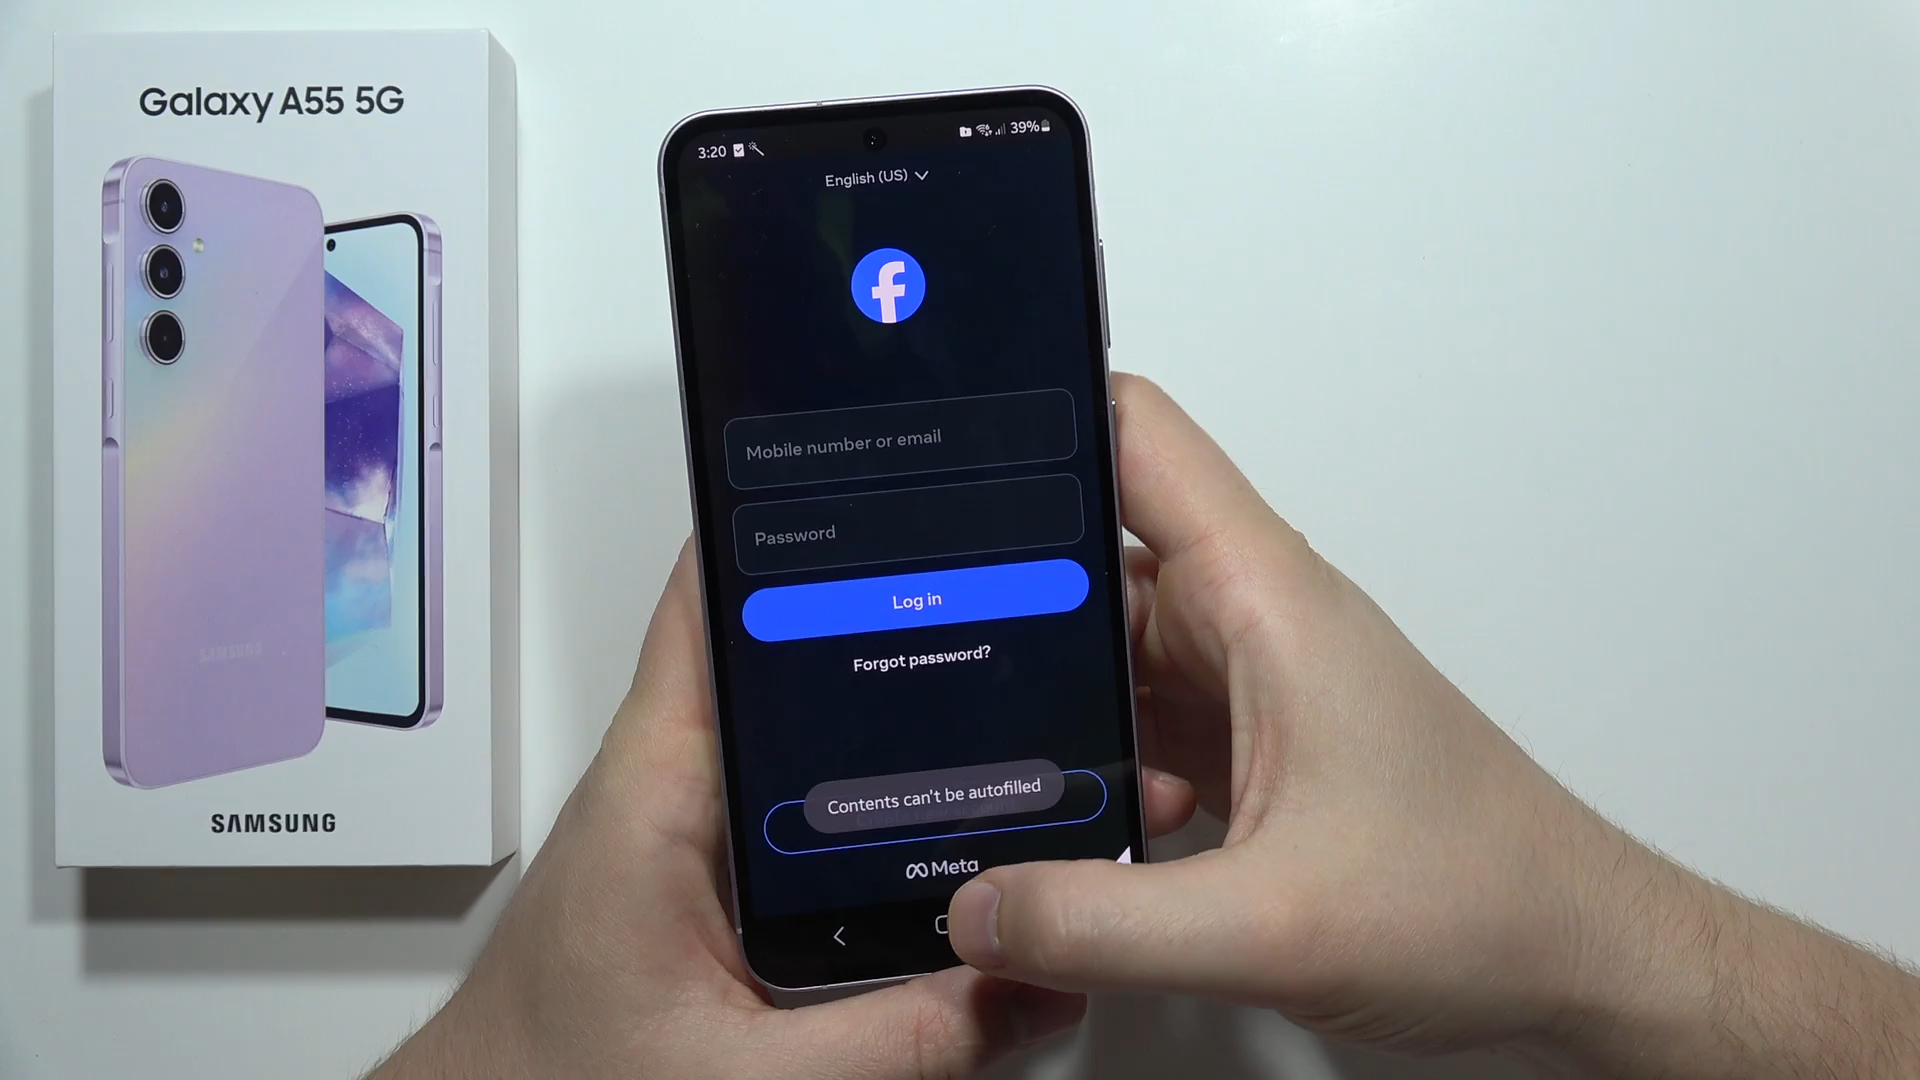 Galaxy A55 5G
SAMSUNG
SAMSUNG
3:20
39%
English (US)
Mobile number or email
Password
Log in
Forgot password?
Contents can't be autofilled
Meta